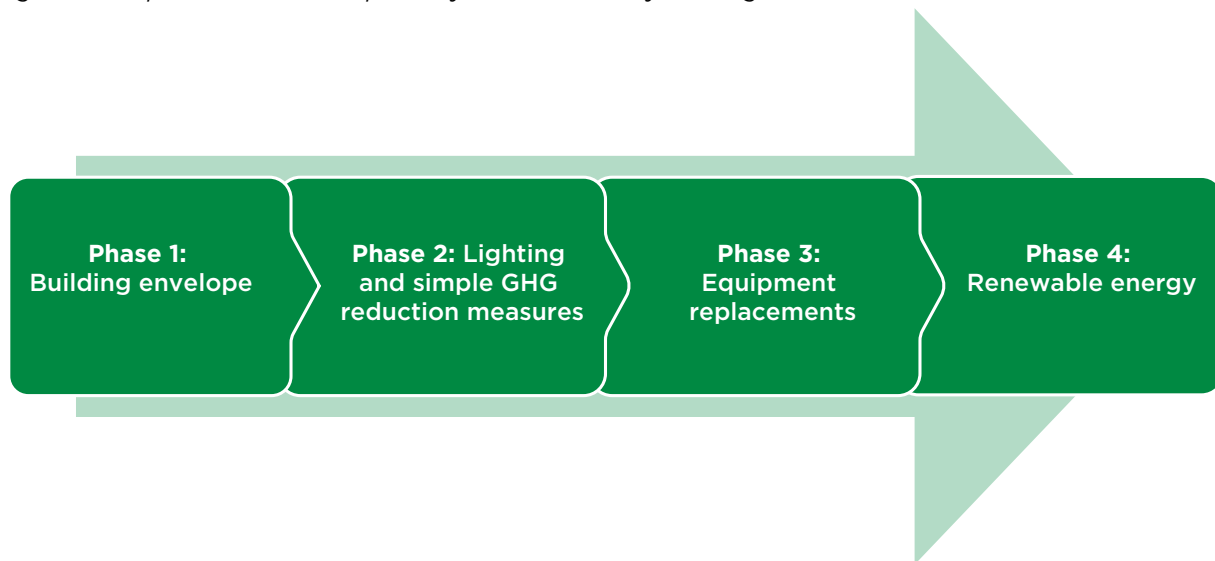 Phase 1:
Building envelope
Phase 2: Lighting
and simple GHG
reduction measures
Phase 3:
Equipment
replacements
Phase 4:
Renewable energy